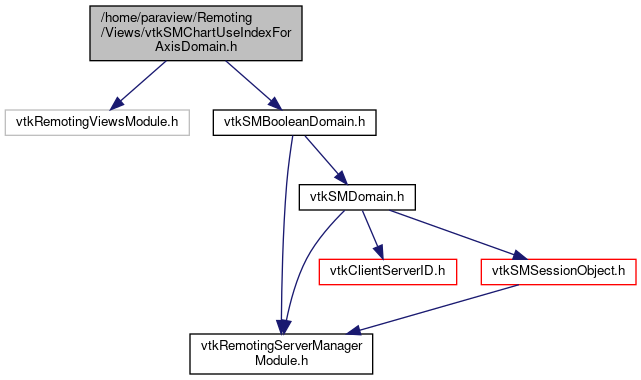 /home/paraview/Remoting
/Views/vtkSMChartUseIndexFor
AxisDomain.h
vtkRemotingViewsModule.h
vtkSMBooleanDomain.h
vtkSMDomain.h
vtkClientServerID.h
vtkSMSessionObject.h
vtkRemotingServerManager
Module.h